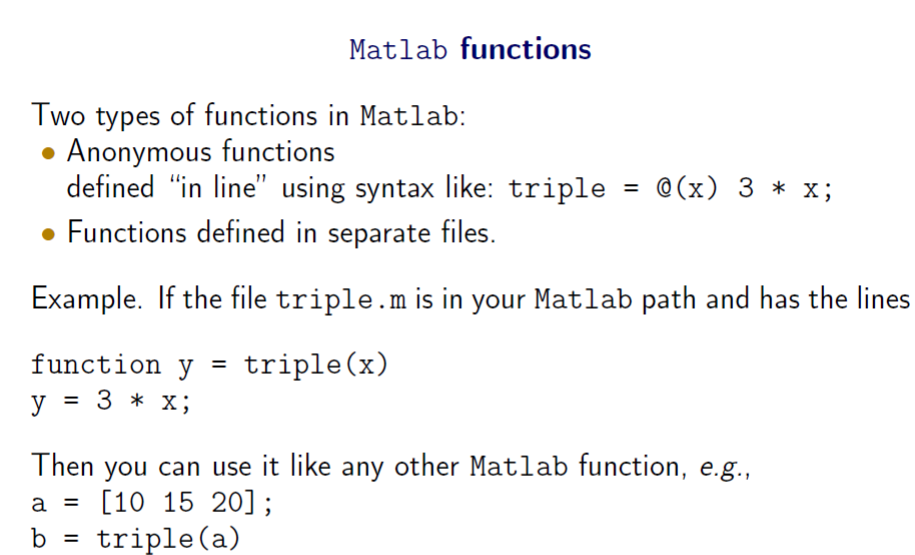 Matlab functions
Two types of functions in Matlab:
• Anonymous functions
defined “in line” using syntax like: triple = @(x) 3 * x;
• Functions defined in separate files.
Example. If the file triple.m is in your Matlab path and has the lines
function y = triple(x)
y = 3 * x;
Then you can use it like any other Matlab function, e.g.,
a = [10 15 20];
b = triple(a)